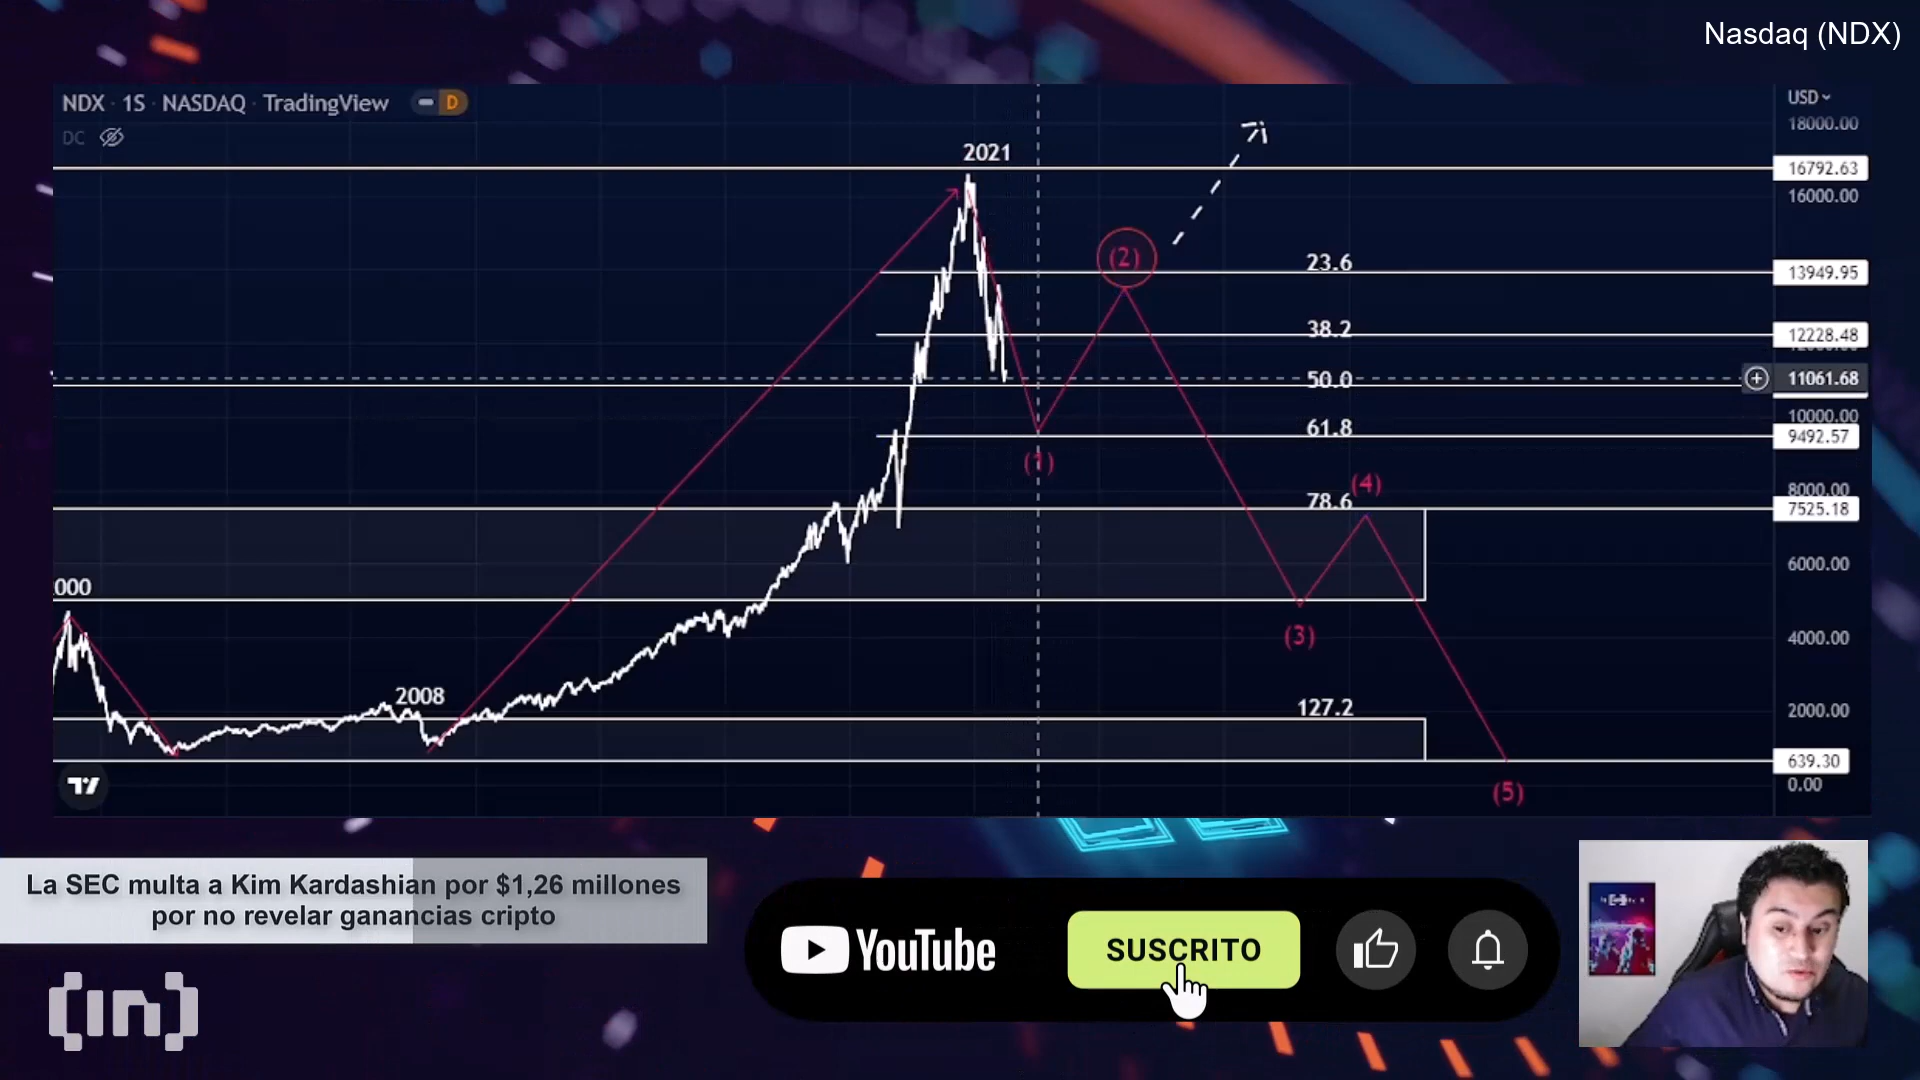 Nasdaq (NDX)
NDX · 1S · NASDAQ · TradingView
D
DC
USD
18000.00
2021
16792.63
16000.00
(2)
23.6
13949.95
38.2
12228.48
50.0
11061.68
10000.00
61.8
9492.57
(1)
(4)
8000.00
78.6
7525.18
6000.00
000
(3)
4000.00
2008
127.2
2000.00
639.30
0.00
(5)
La SEC multa a Kim Kardashian por $1,26 millones
por no revelar ganancias cripto
YouTube
SUSCRITO
[in]